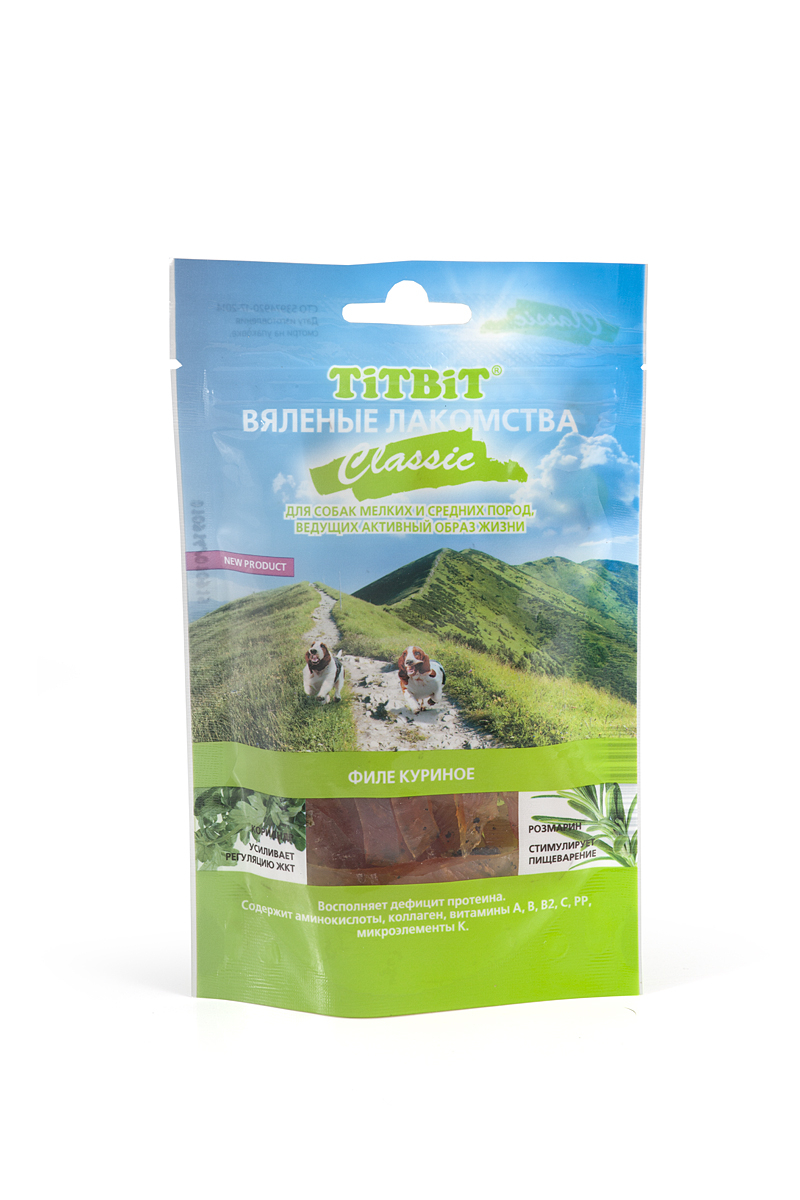 TiTBiT®
ВЯЛЕНЫЕ ЛАКОМСТВА
Classic
ДЛЯ СОБАК МЕЛКИХ И СРЕДНИХ ПОРОД,
ВЕДУЩИХ АКТИВНЫЙ ОБРАЗ ЖИЗНИ
NEW PRODUCT
ФИЛЕ КУРИНОЕ
УСИЛИВАЕТ
РЕГУЛЯЦИЮ ЖКТ
РОЗМАРИН
СТИМУЛИРУЕТ
ПИЩЕВАРЕНИЕ
Восполняет дефицит протеина.
Содержит аминокислоты, коллаген, витамины А, В, В2, С, РР,
микроэлементы К.